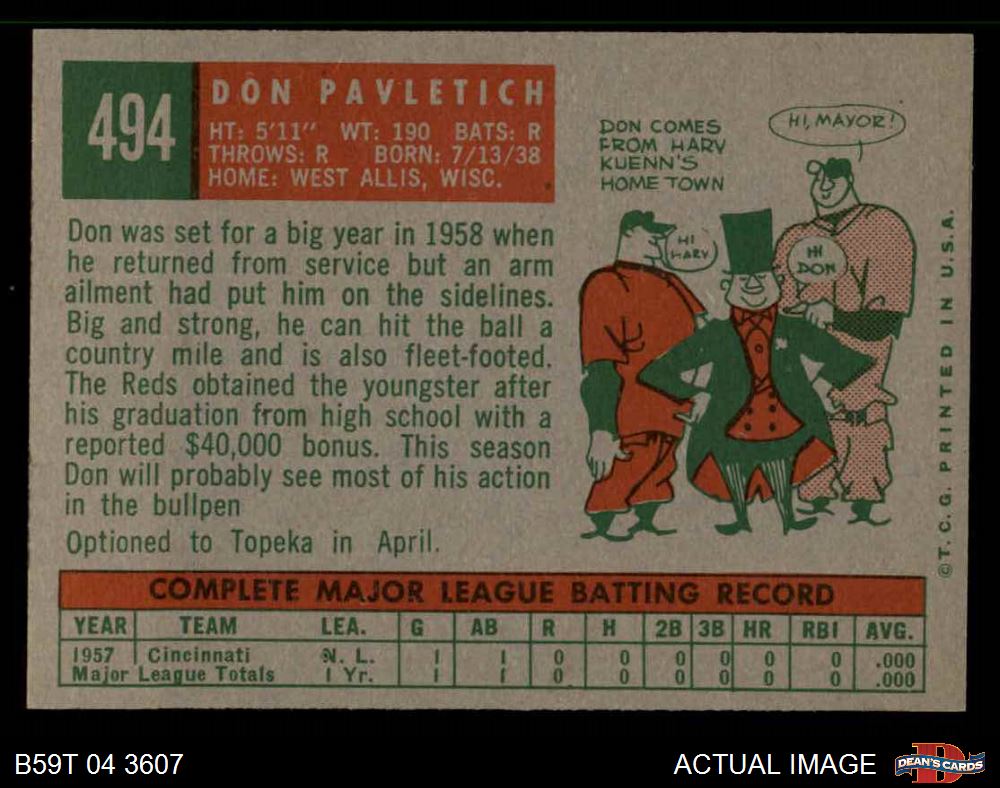 494
DON PAVLETICH
HT: 5'11" WT: 190 BATS: R
THROWS: R BORN: 7/13/38
HOME: WEST ALLIS, WISC.
Don was set for a big year in 1958 when
he returned from service but an arm
ailment had put him on the sidelines.
Big and strong, he can hit the ball a
country mile and is also fleet-footed.
The Reds obtained the youngster after
his graduation from high school with a
reported $40,000 bonus. This season
Don will probably see most of his action
in the bullpen
Optioned to Topeka in April.
DON COMES
FROM HARV
KUENN'S
HOME TOWN
HI, MAYOR!
HI
HARV
HI
DON
©T. C. G. PRINTED IN U.S.A.
COMPLETE MAJOR LEAGUE BATTING RECORD
YEAR TEAM LEA. G AB R H 2B 3B HR RBI AVG.
1957 Cincinnati N. L. 1 1 0 0 0 0 0 0 .000
Major League Totals 1 Yr. 1 1 0 0 0 0 0 0 .000
B59T 04 3607
ACTUAL IMAGE
D
DEAN'S CARDS